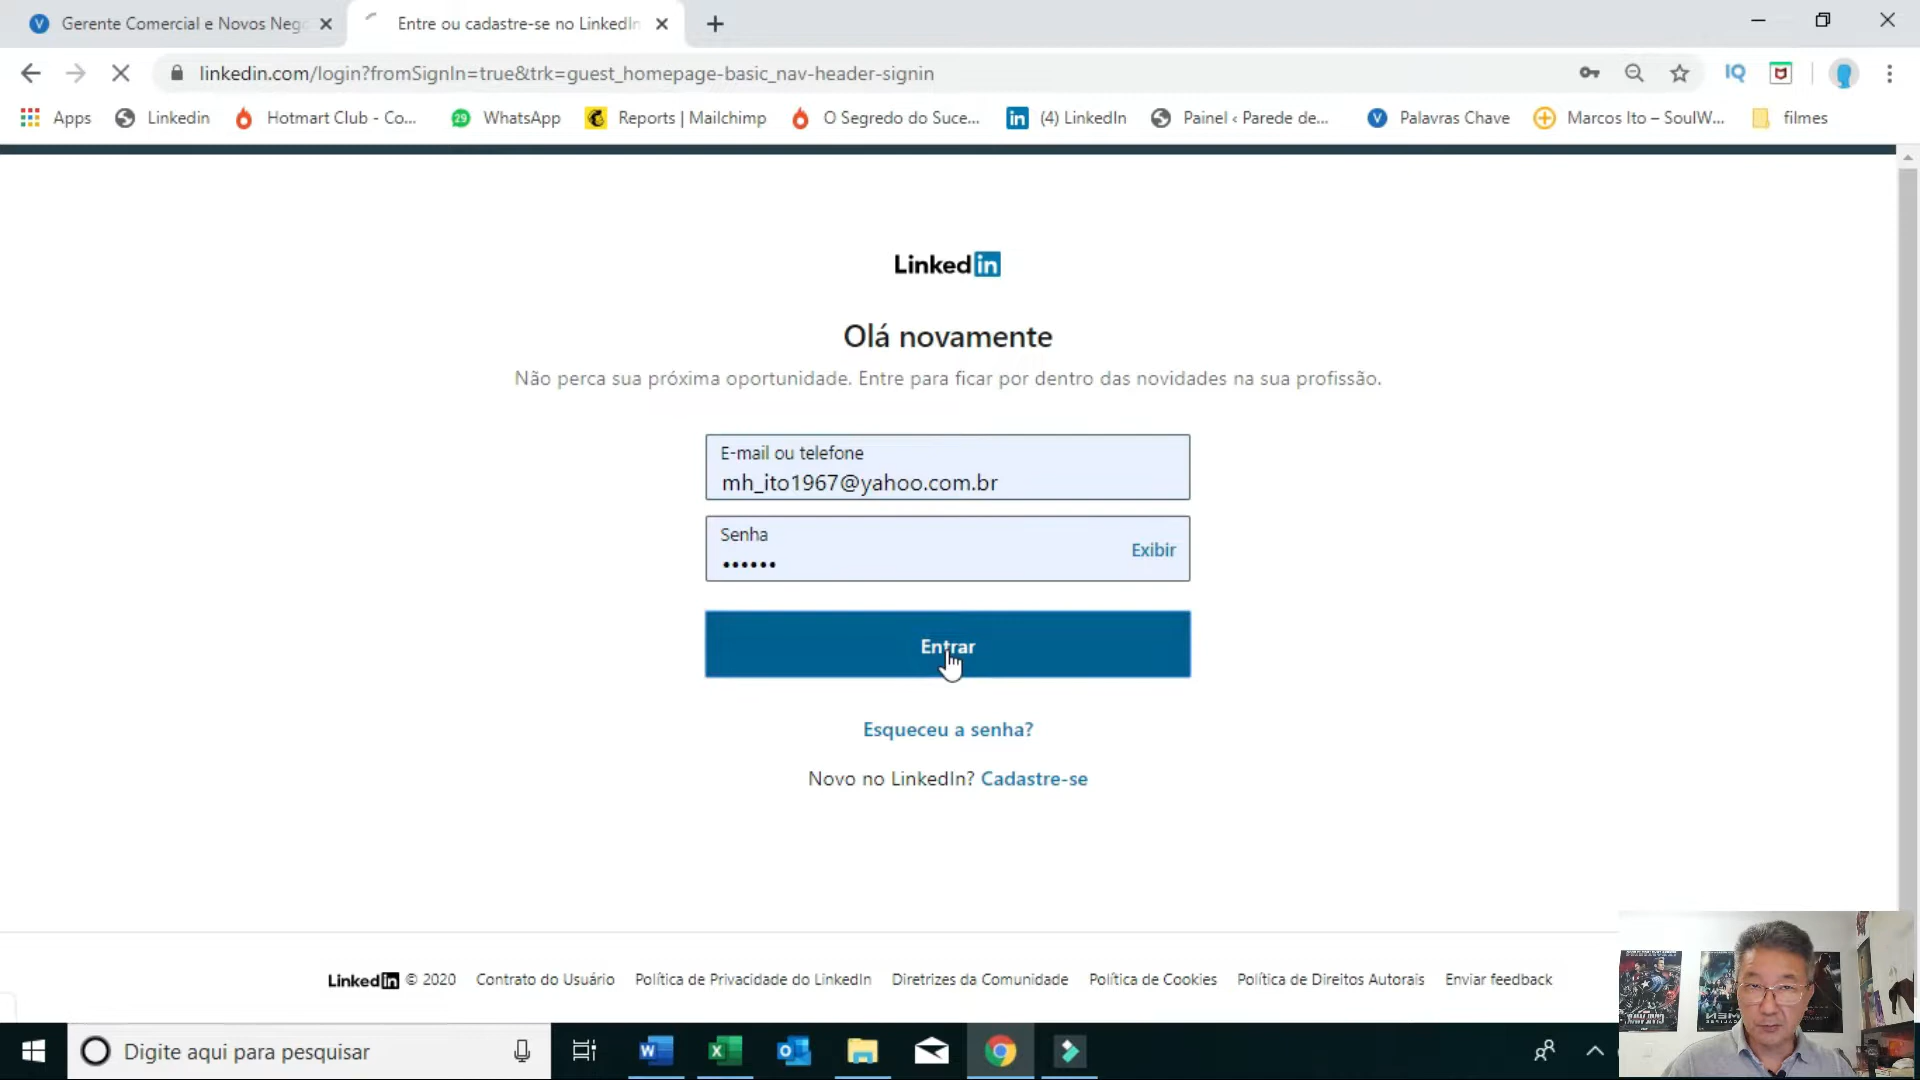 Gerente Comercial e Novos Neg
Entre ou cadastre-se no LinkedIn
linkedin.com/login?fromSignIn=true&trk=guest_homepage-basic_nav-header-signin
Apps
Linkedin
Hotmart Club - Co...
29
WhatsApp
Reports | Mailchimp
O Segredo do Suce...
in
(4) LinkedIn
Painel ‹ Parede de...
V
Palavras Chave
Marcos Ito – SoulW...
filmes
LinkedIn
Olá novamente
Não perca sua próxima oportunidade. Entre para ficar por dentro das novidades na sua profissão.
E-mail ou telefone
mh_ito1967@yahoo.com.br
Senha
••••••
Exibir
Entrar
Esqueceu a senha?
Novo no LinkedIn? Cadastre-se
LinkedIn © 2020 Contrato do Usuário Política de Privacidade do LinkedIn Diretrizes da Comunidade Política de Cookies Política de Direitos Autorais Enviar feedback
Digite aqui para pesquisar